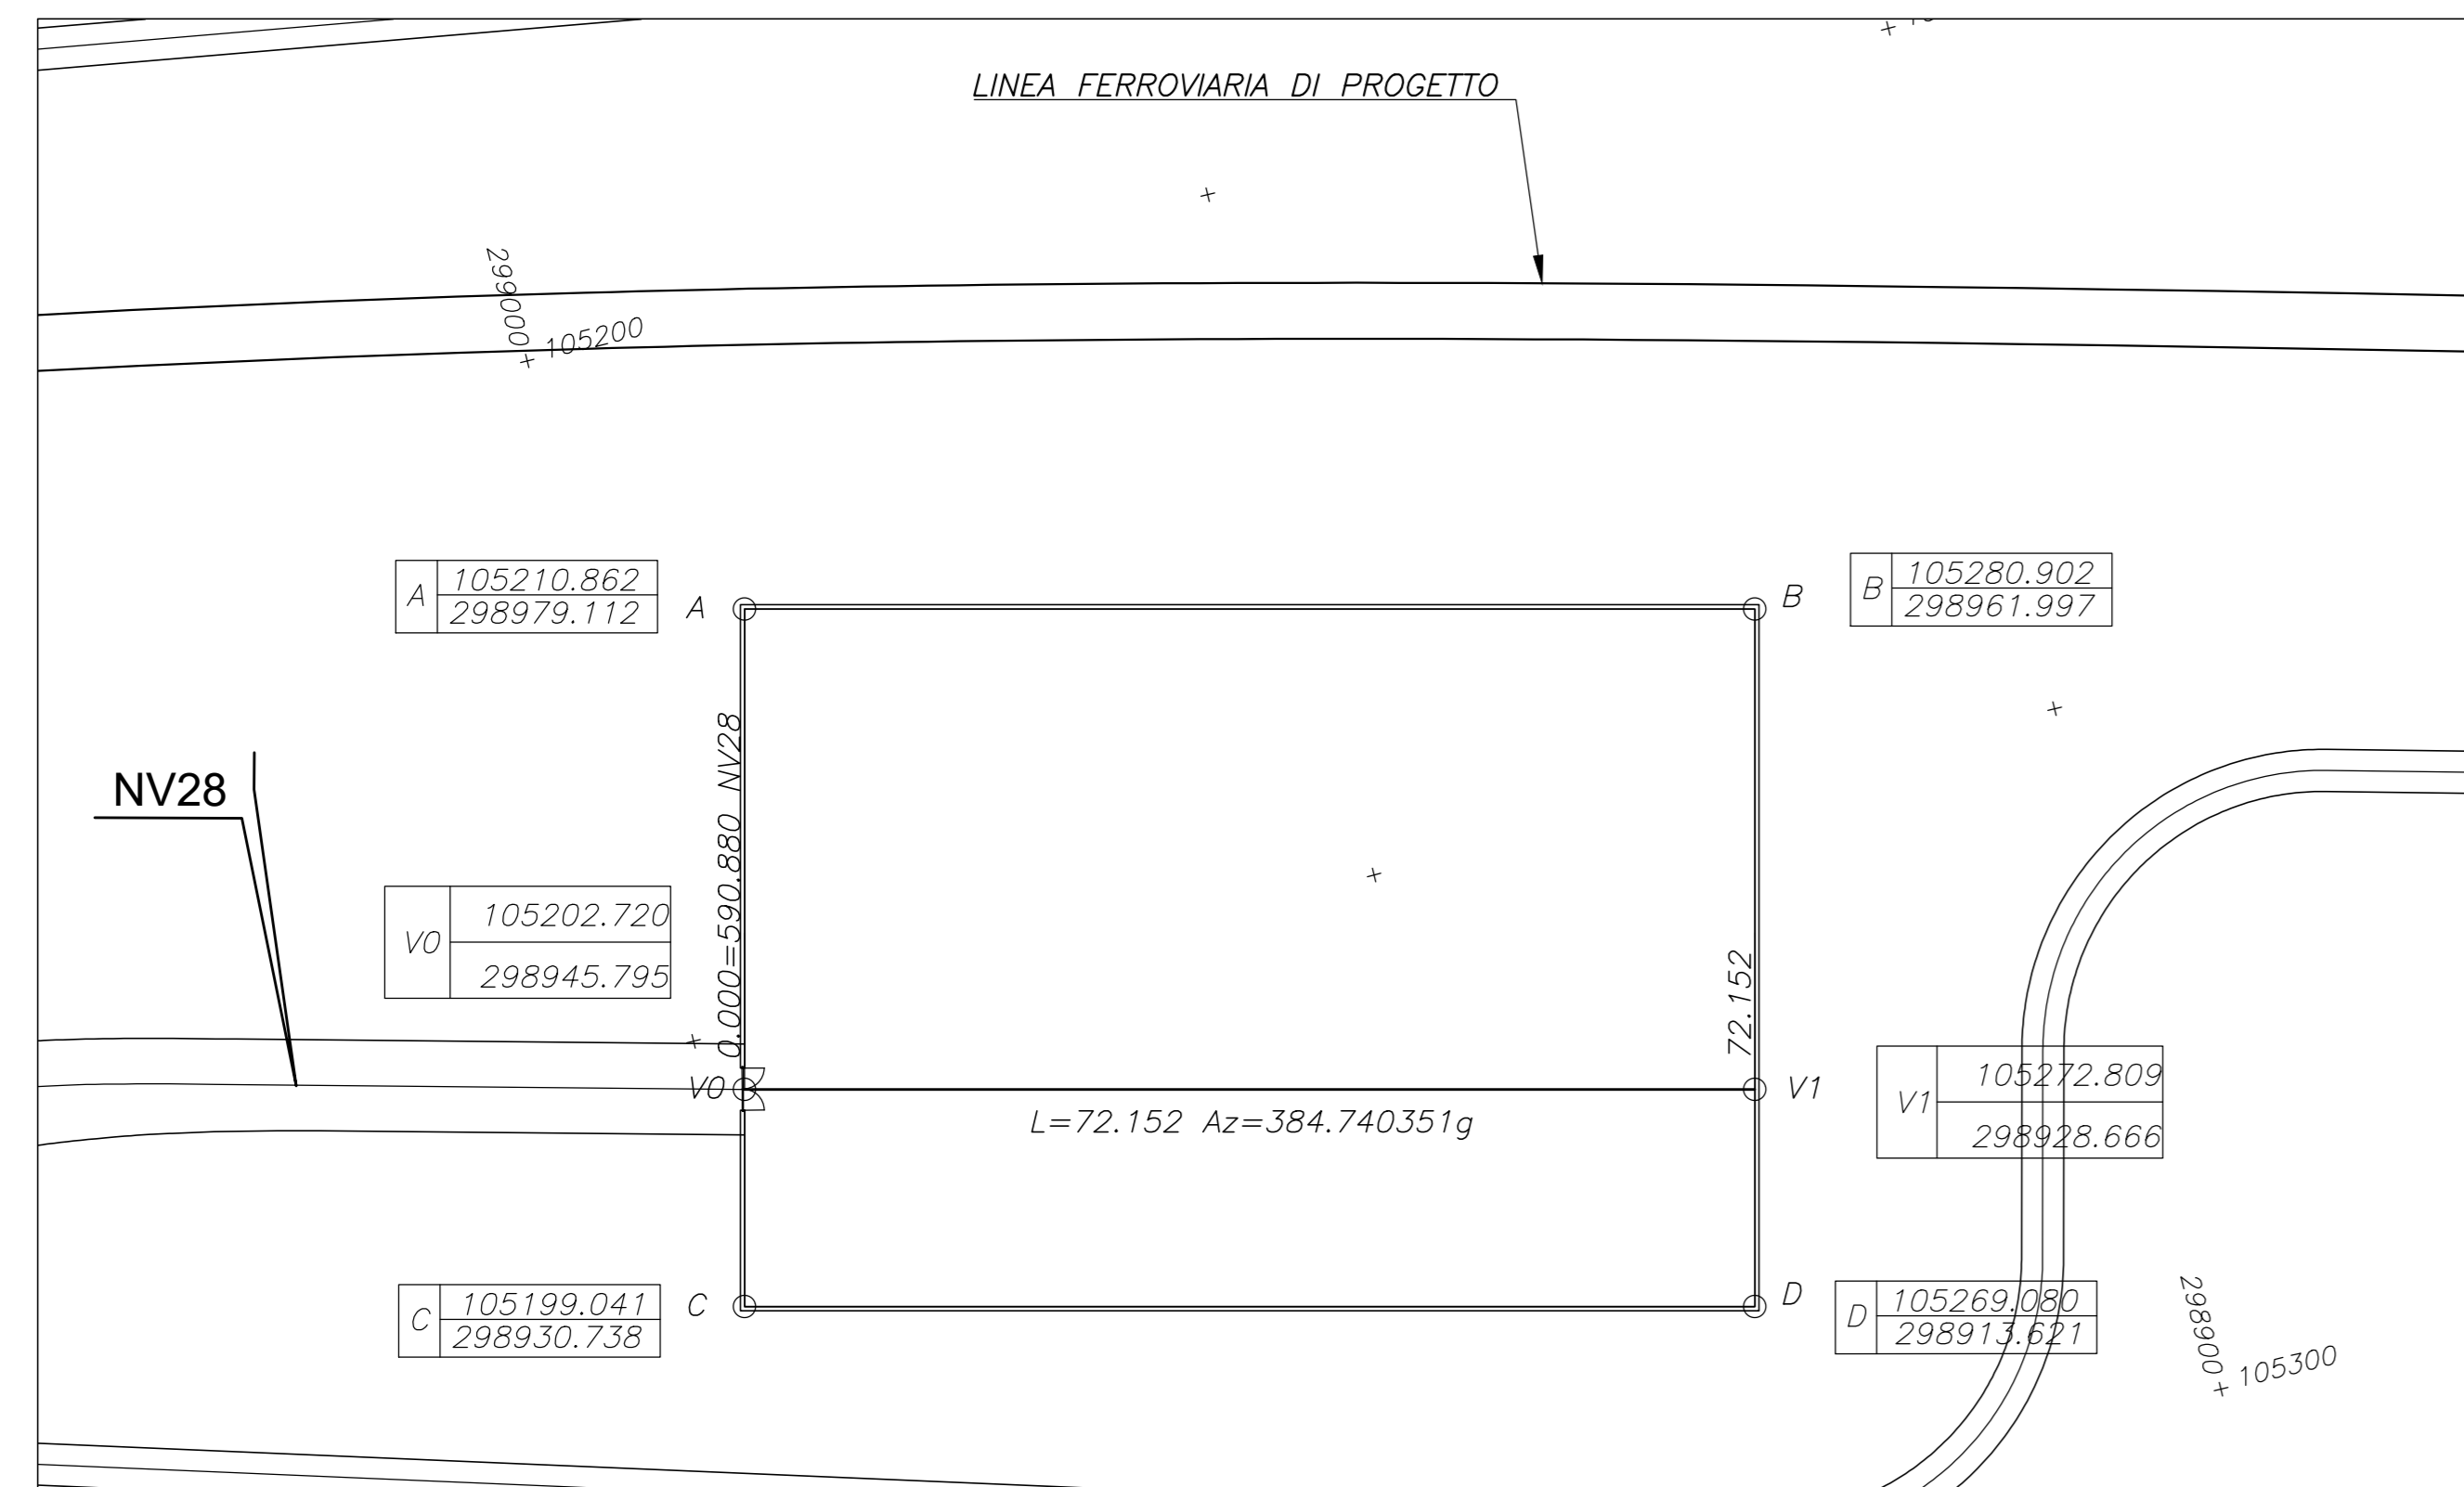 LINEA FERROVIARIA DI PROGETTO
299000
105200
A
105210.862
298979.112
A
B
B
105280.902
298961.997
NV28
0.000=590.880 NV28
V0
105202.720
298945.795
72.152
V0
V1
L=72.152 Az=384.740351g
V1
105272.809
298928.666
C
105199.041
298930.738
C
D
D
105269.080
298913.621
298900
105300